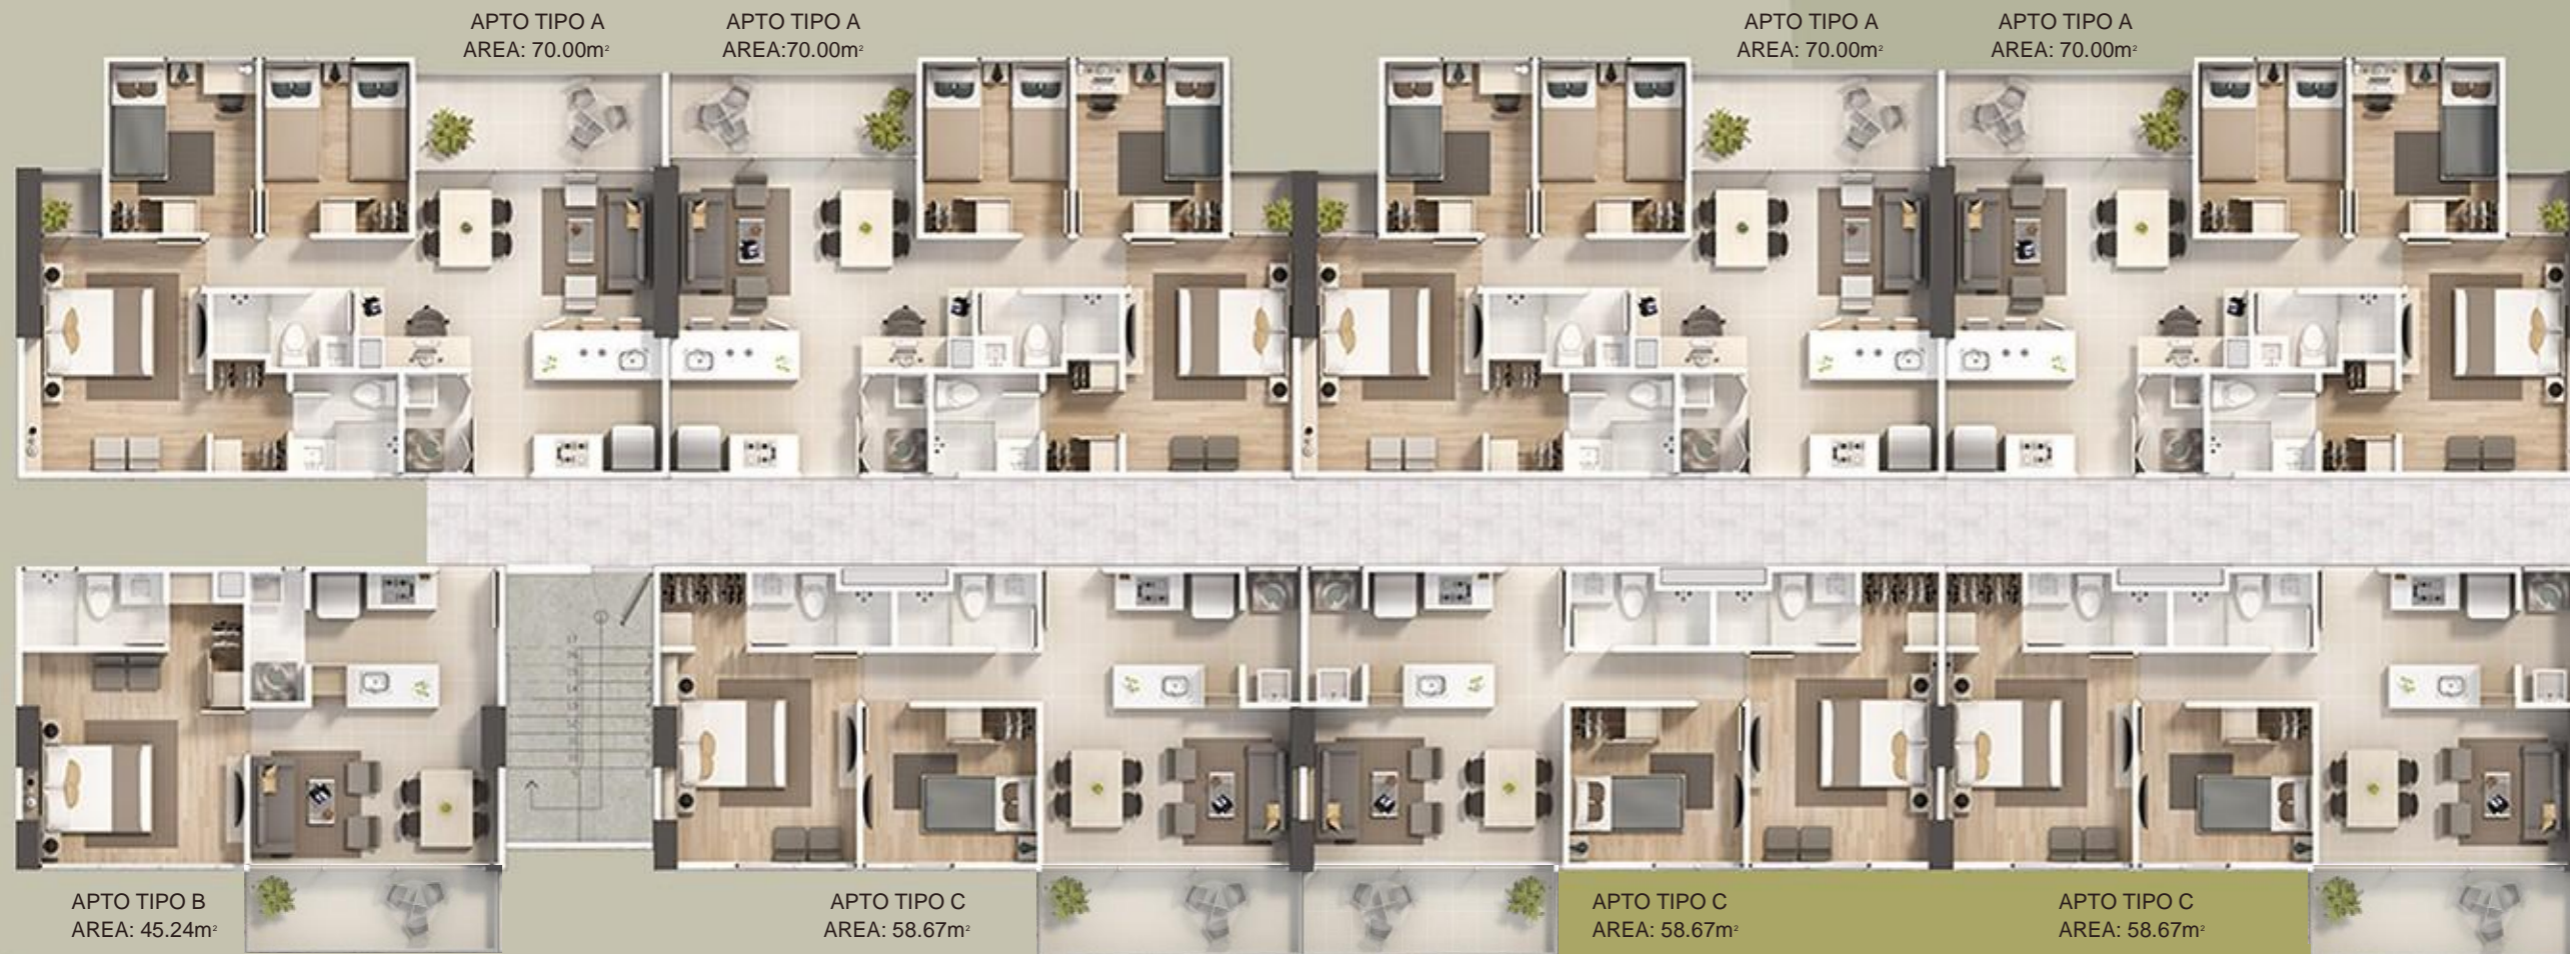 APTO TIPO A
AREA: 70.00m²
APTO TIPO A
AREA:70.00m²
APTO TIPO A
AREA: 70.00m²
APTO TIPO A
AREA: 70.00m²
APTO TIPO B
AREA: 45.24m²
APTO TIPO C
AREA: 58.67m²
APTO TIPO C
AREA: 58.67m²
APTO TIPO C
AREA: 58.67m²